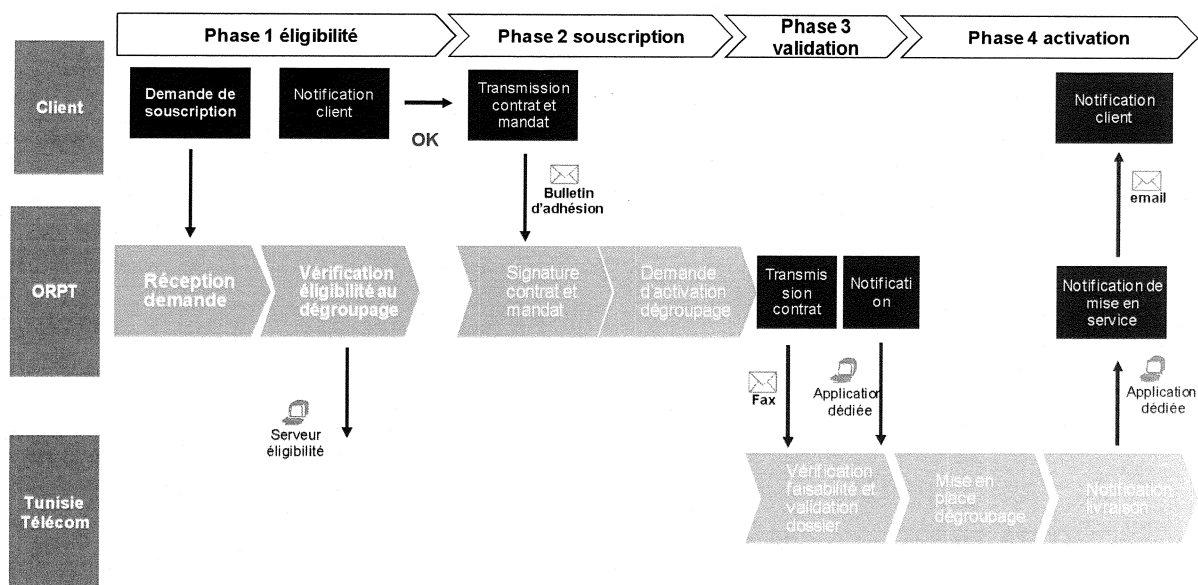 Phase 1 éligibilité
Phase 2 souscription
Phase 3
validation
Phase 4 activation
Client
Demande de
souscription
Notification
client
OK
Transmission
contrat et
mandat
Notification
client
Bulletin
d'adhésion
email
ORPT
Réception
demande
Vérification
éligibilité au
dégroupage
Signature
contrat et
mandat
Demande
d'activation
dégroupage
Transmis
sion
contrat
Notificati
on
Notification de
mise en
service
Serveur
éligibilité
Fax
Application
dédiée
Application
dédiée
Tunisie
Télécom
Vérification
faisabilité et
validation
dossier
Mise en
place
dégroupage
Notification
livraison